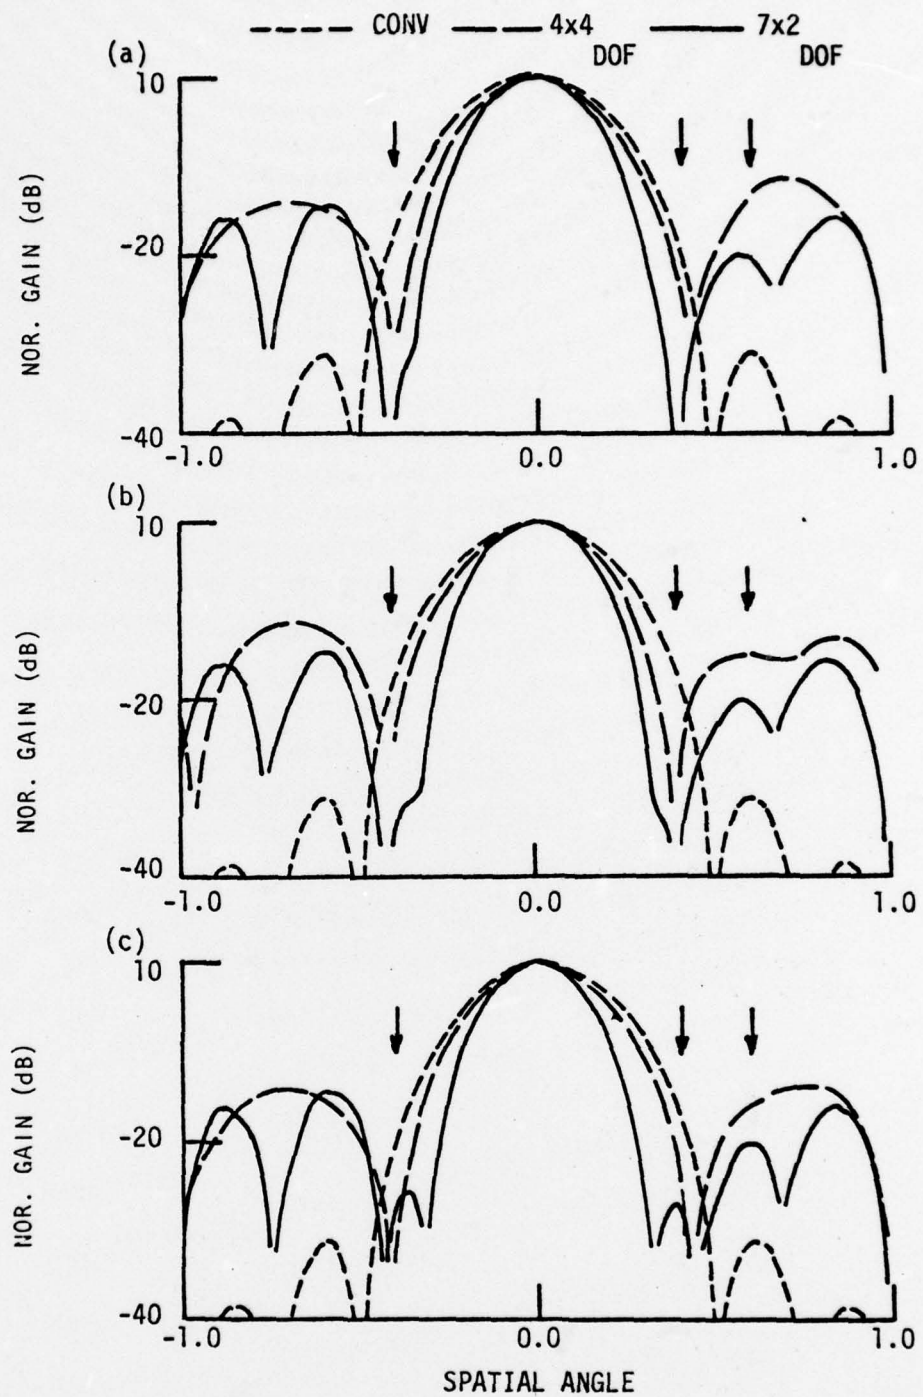 CONV 4x4 7x2
DOF DOF
(a)
10
NOR. GAIN (dB)
-20
-40
-1.0 0.0 1.0
(b)
10
NOR. GAIN (dB)
-20
-40
-1.0 0.0 1.0
(c)
10
NOR. GAIN (dB)
-20
-40
-1.0 0.0 1.0
SPATIAL ANGLE